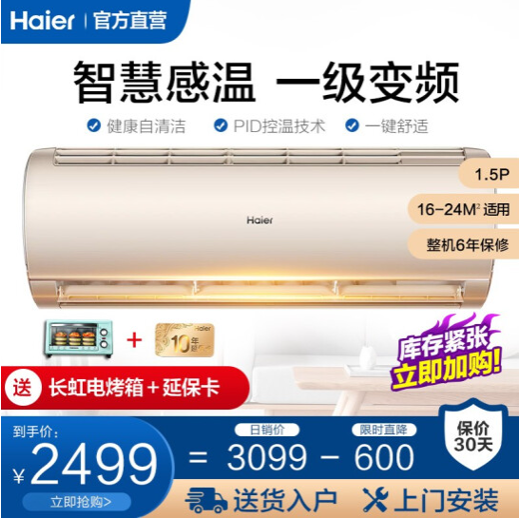 Haier 官方直营
智慧感温 一级变频
健康自清洁 PID控温技术 一键舒适
1.5P
16-24M² 适用
整机6年保修
Haier
Haier
10年
库存紧张
立即加购!
送 长虹电烤箱+延保卡
到手价: 日销价 限时直降 保价
¥2499 = 3099 - 600 30天
立即抢购>
送货入户 上门安装